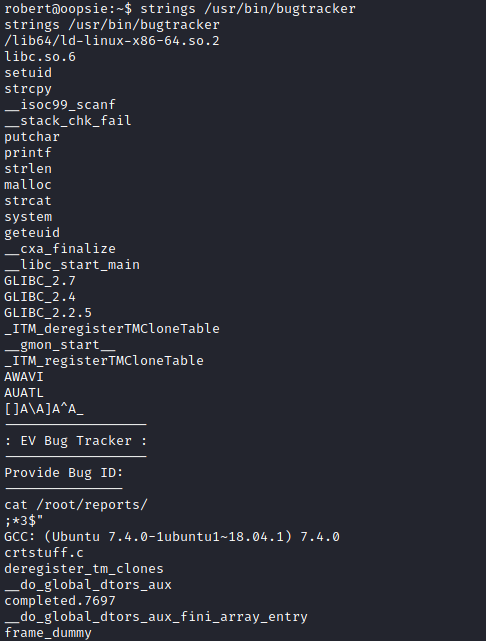 robert@oopsie:~$ strings /usr/bin/bugtracker
strings /usr/bin/bugtracker
/lib64/ld-linux-x86-64.so.2
libc.so.6
setuid
strcpy
__isoc99_scanf
__stack_chk_fail
putchar
printf
strlen
malloc
strcat
system
geteuid
__cxa_finalize
__libc_start_main
GLIBC_2.7
GLIBC_2.4
GLIBC_2.2.5
_ITM_deregisterTMCloneTable
__gmon_start__
_ITM_registerTMCloneTable
AWAVI
AUATL
[]A\A]A^A_
------------------
: EV Bug Tracker :
------------------
Provide Bug ID:
---------------
cat /root/reports/
;*3$"
GCC: (Ubuntu 7.4.0-1ubuntu1~18.04.1) 7.4.0
crtstuff.c
deregister_tm_clones
__do_global_dtors_aux
completed.7697
__do_global_dtors_aux_fini_array_entry
frame_dummy